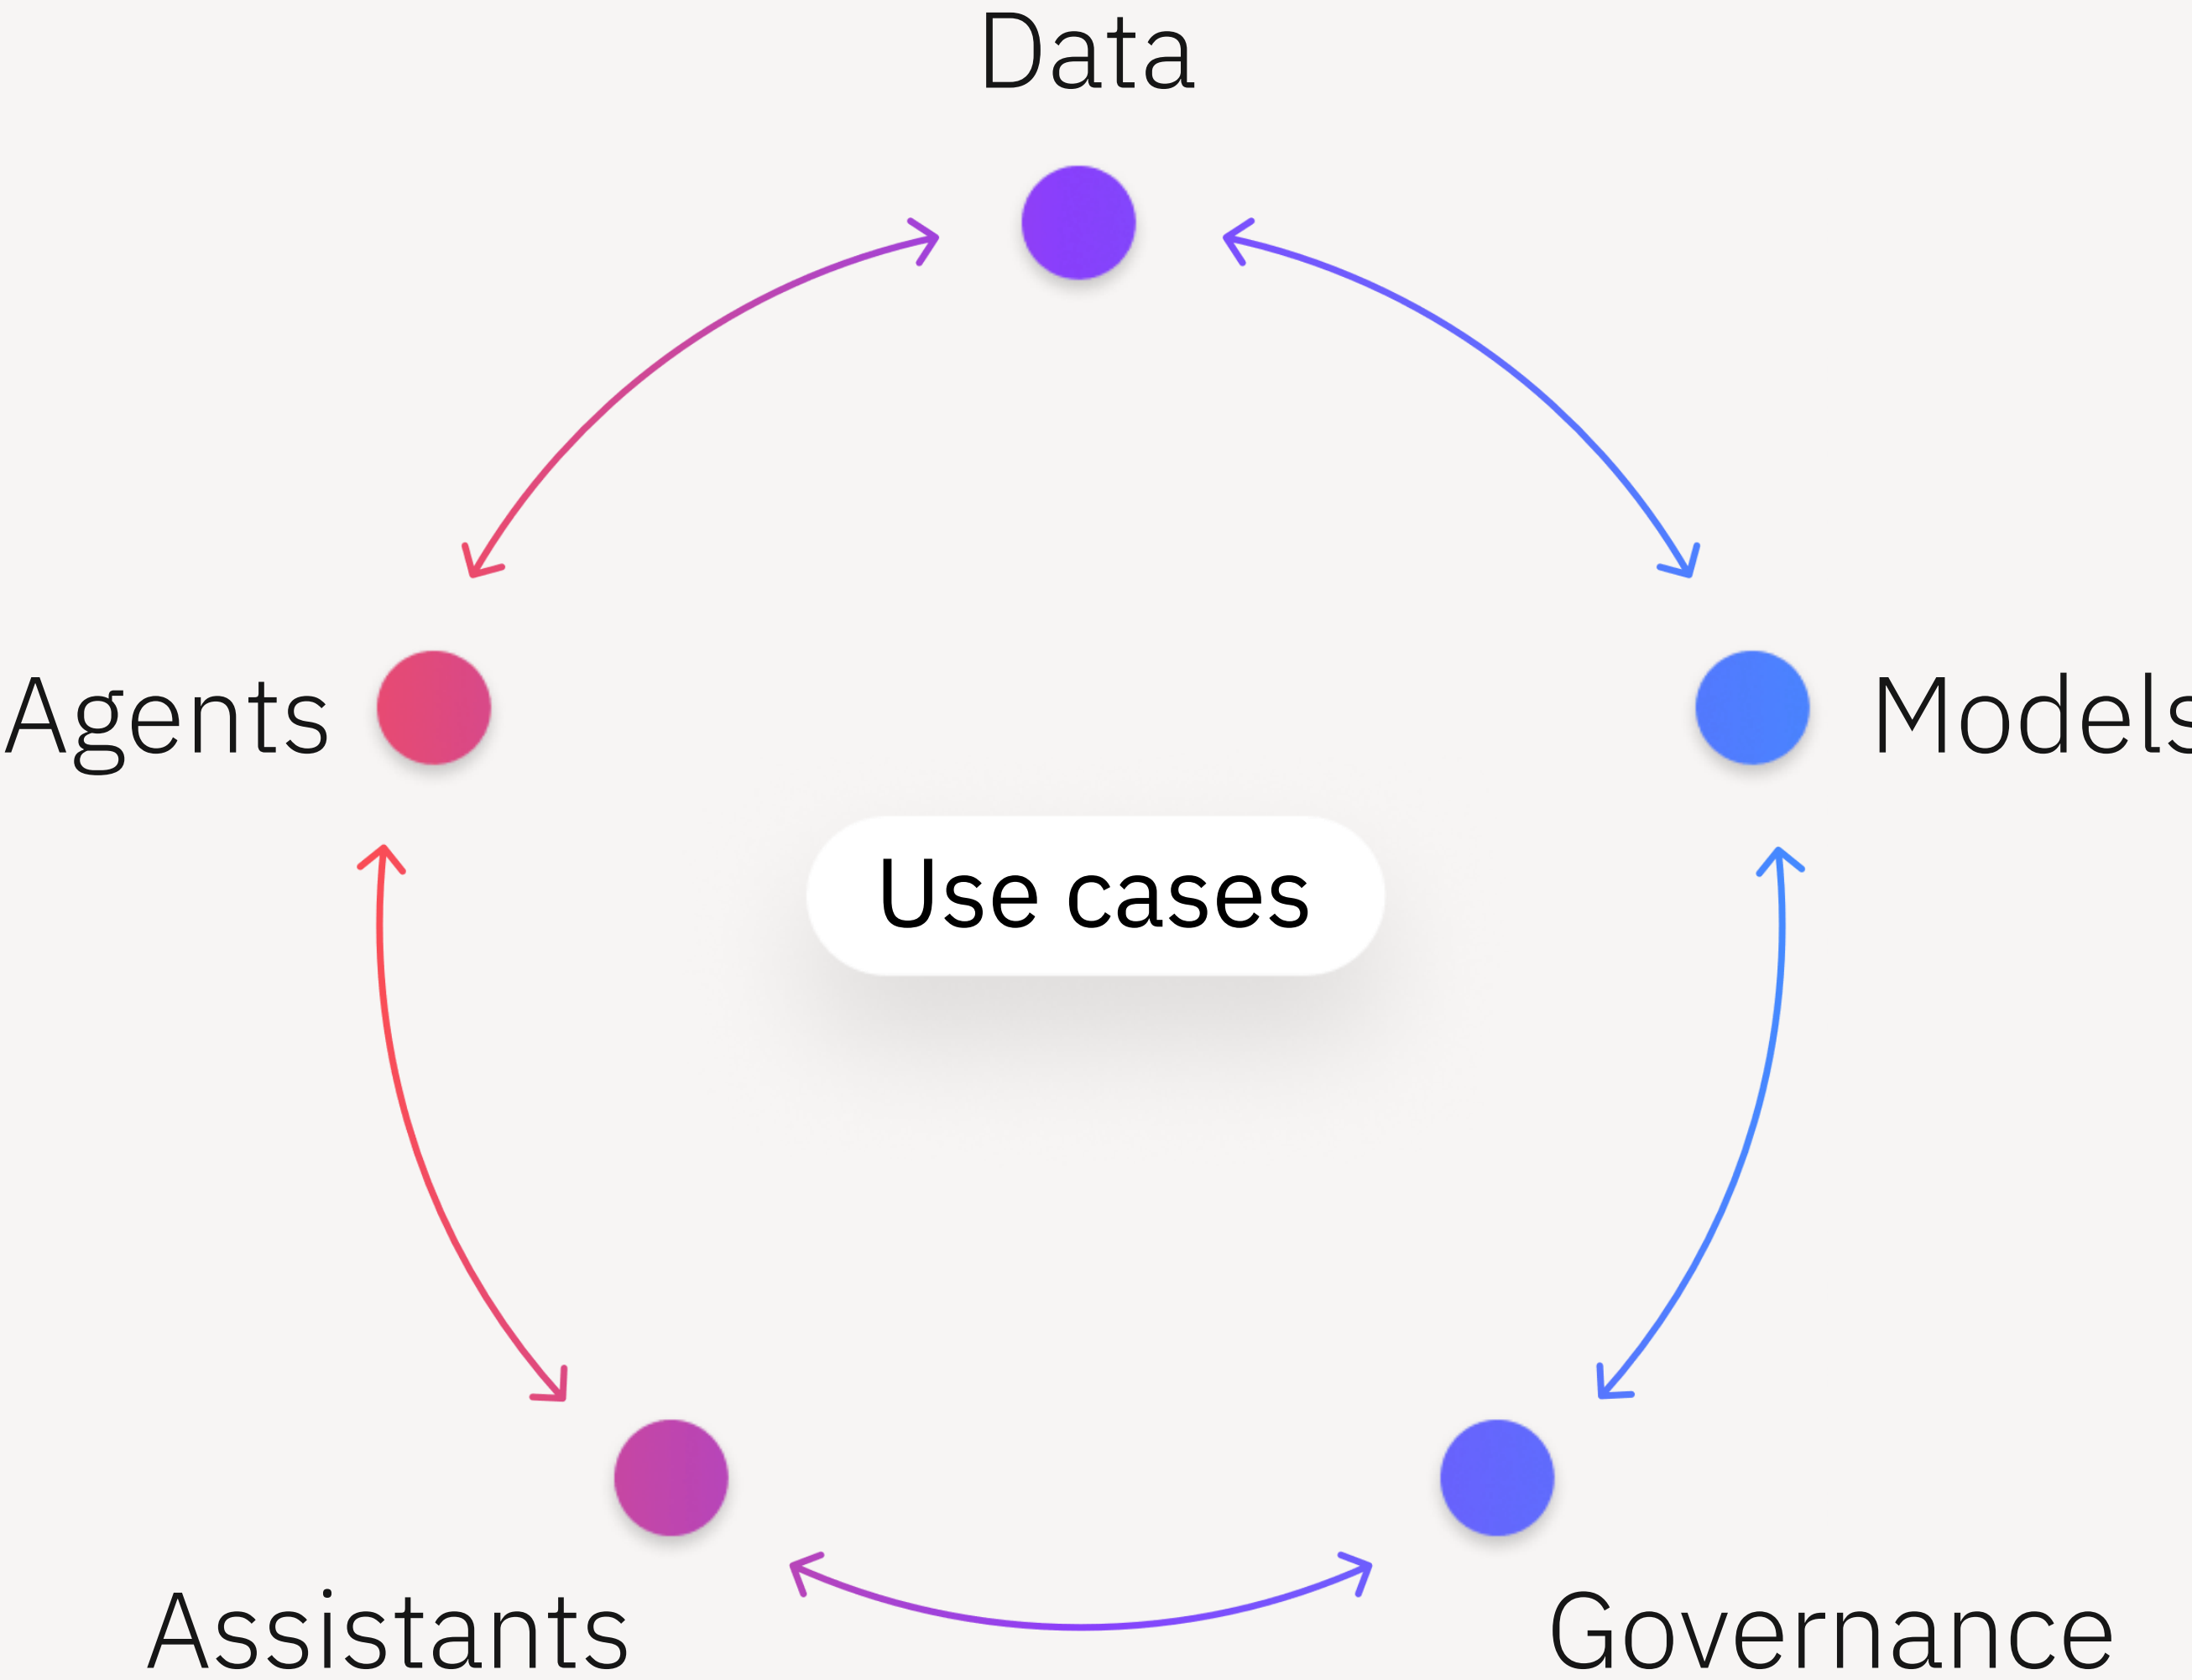 Data
Agents
Models
Use cases
Assistants
Governance